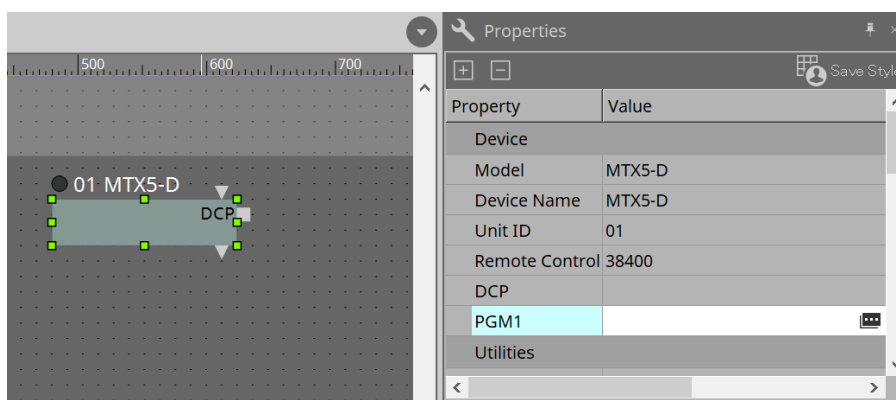 Properties
500 600 700
Save Style
Property Value
01 MTX5-D
Device
Model MTX5-D
DCP
Device Name MTX5-D
Unit ID 01
Remote Control 38400
DCP
PGM1
Utilities